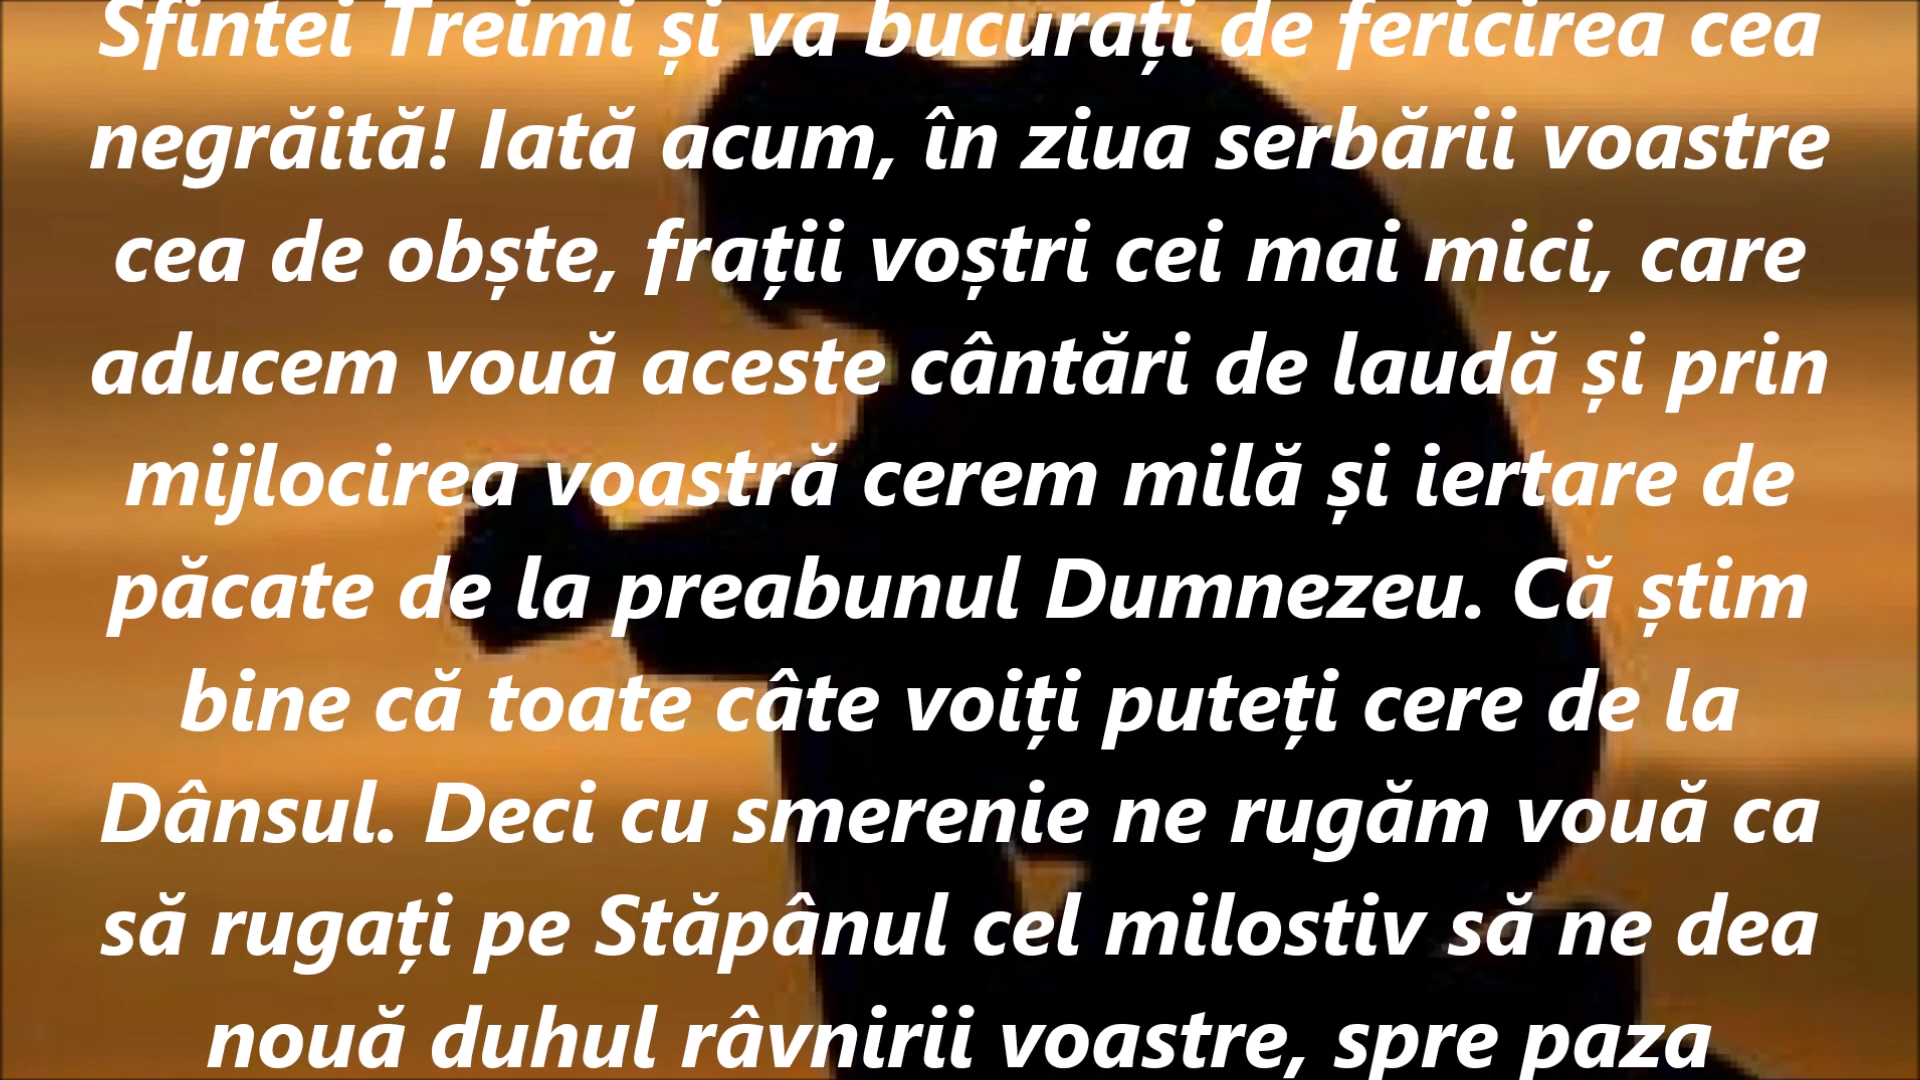 Sfintei Treimi și va bucurați de fericirea cea
negrăită! Iată acum, în ziua serbării voastre
cea de obște, frații voștri cei mai mici, care
aducem vouă aceste cântări de laudă și prin
mijlocirea voastră cerem milă și iertare de
păcate de la preabunul Dumnezeu. Că știm
bine că toate câte voiți puteți cere de la
Dânsul. Deci cu smerenie ne rugăm vouă ca
să rugați pe Stăpânul cel milostiv să ne dea
nouă duhul râvnirii voastre, spre paza